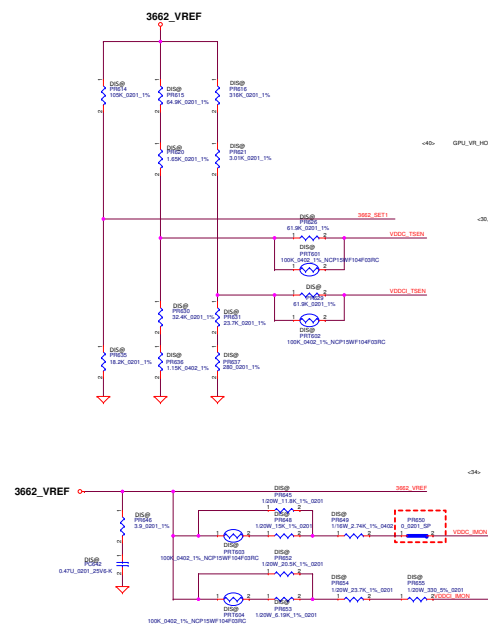 3662_VREF
DIS@
PR614
105K_0201_1%
DIS@
PR615
64.9K_0201_1%
DIS@
PR616
316K_0201_1%
DIS@
PR620
1.65K_0201_1%
DIS@
PR621
3.01K_0201_1%
<40> GPU_VR_HO
3662_SET1
<30,
DIS@
PR626
61.9K_0201_1%
VDDC_TSEN
DIS@
PRT601
100K_0402_1%_NCP15WF104F03RC
DIS@
PR629
61.9K_0201_1%
VDDCI_TSEN
DIS@
PRT602
100K_0402_1%_NCP15WF104F03RC
DIS@
PR630
32.4K_0201_1%
DIS@
PR631
23.7K_0201_1%
DIS@
PR635
18.2K_0201_1%
DIS@
PR636
1.15K_0402_1%
DIS@
PR637
280_0201_1%
<34>
3662_VREF
3662_VREF
DIS@
PR645
1/20W_11.8K_1%_0201
DIS@
PR646
3.9_0201_1%
DIS@
PR648
1/20W_15K_1%_0201
DIS@
PR649
1/16W_2.74K_1%_0402
PR650
0_0201_SP
VDDC_IMON
DIS@
PRT603
100K_0402_1%_NCP15WF104F03RC
DIS@
PC642
0.47U_0201_25V6-K
DIS@
PR652
1/20W_20.5K_1%_0201
DIS@
PR654
1/20W_23.7K_1%_0201
DIS@
PR655
1/20W_330_5%_0201
VDDCI_IMON
DIS@
PRT604
100K_0402_1%_NCP15WF104F03RC
DIS@
PR653
1/20W_6.19K_1%_0201